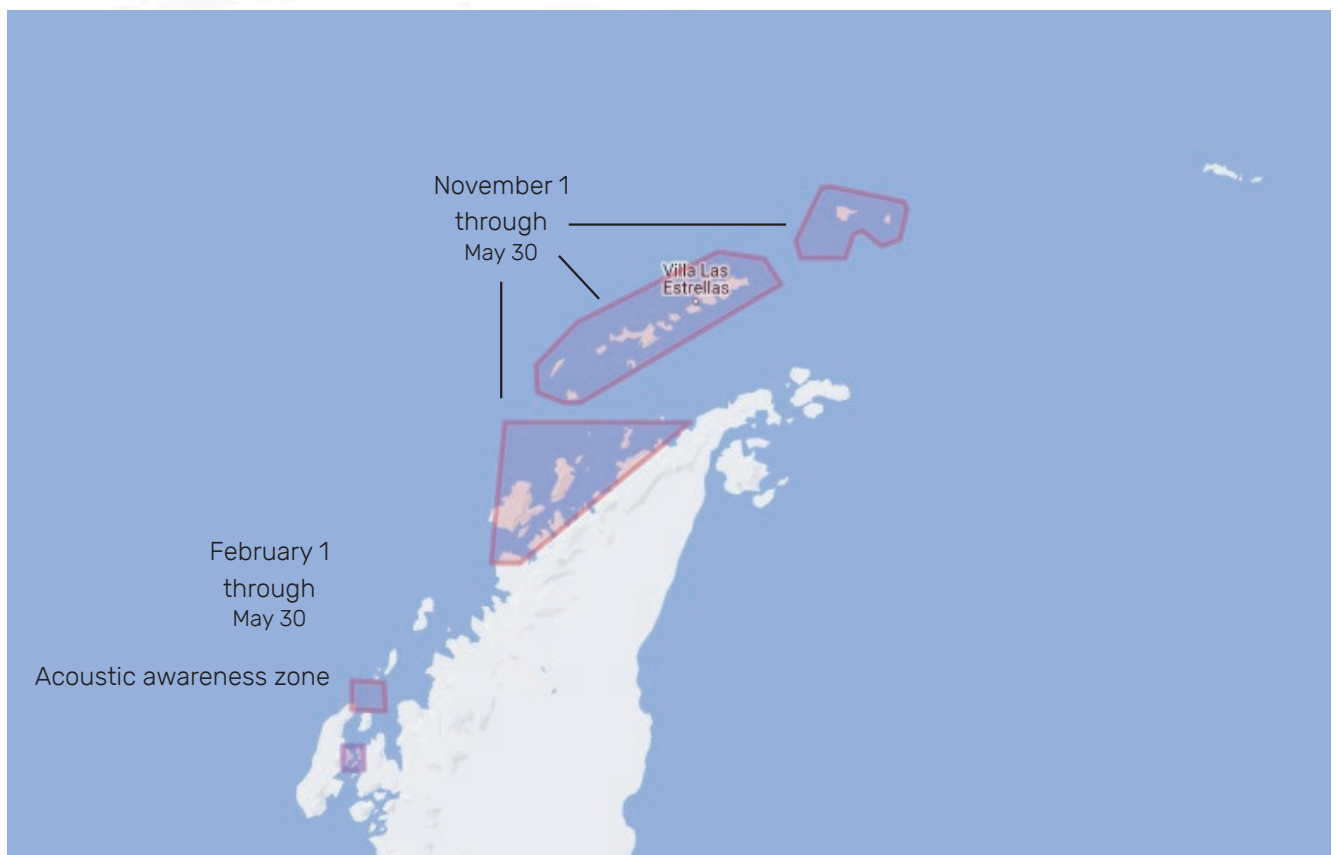 November 1
through
May 30
Villa Las
Estrellas
February 1
through
May 30
Acoustic awareness zone